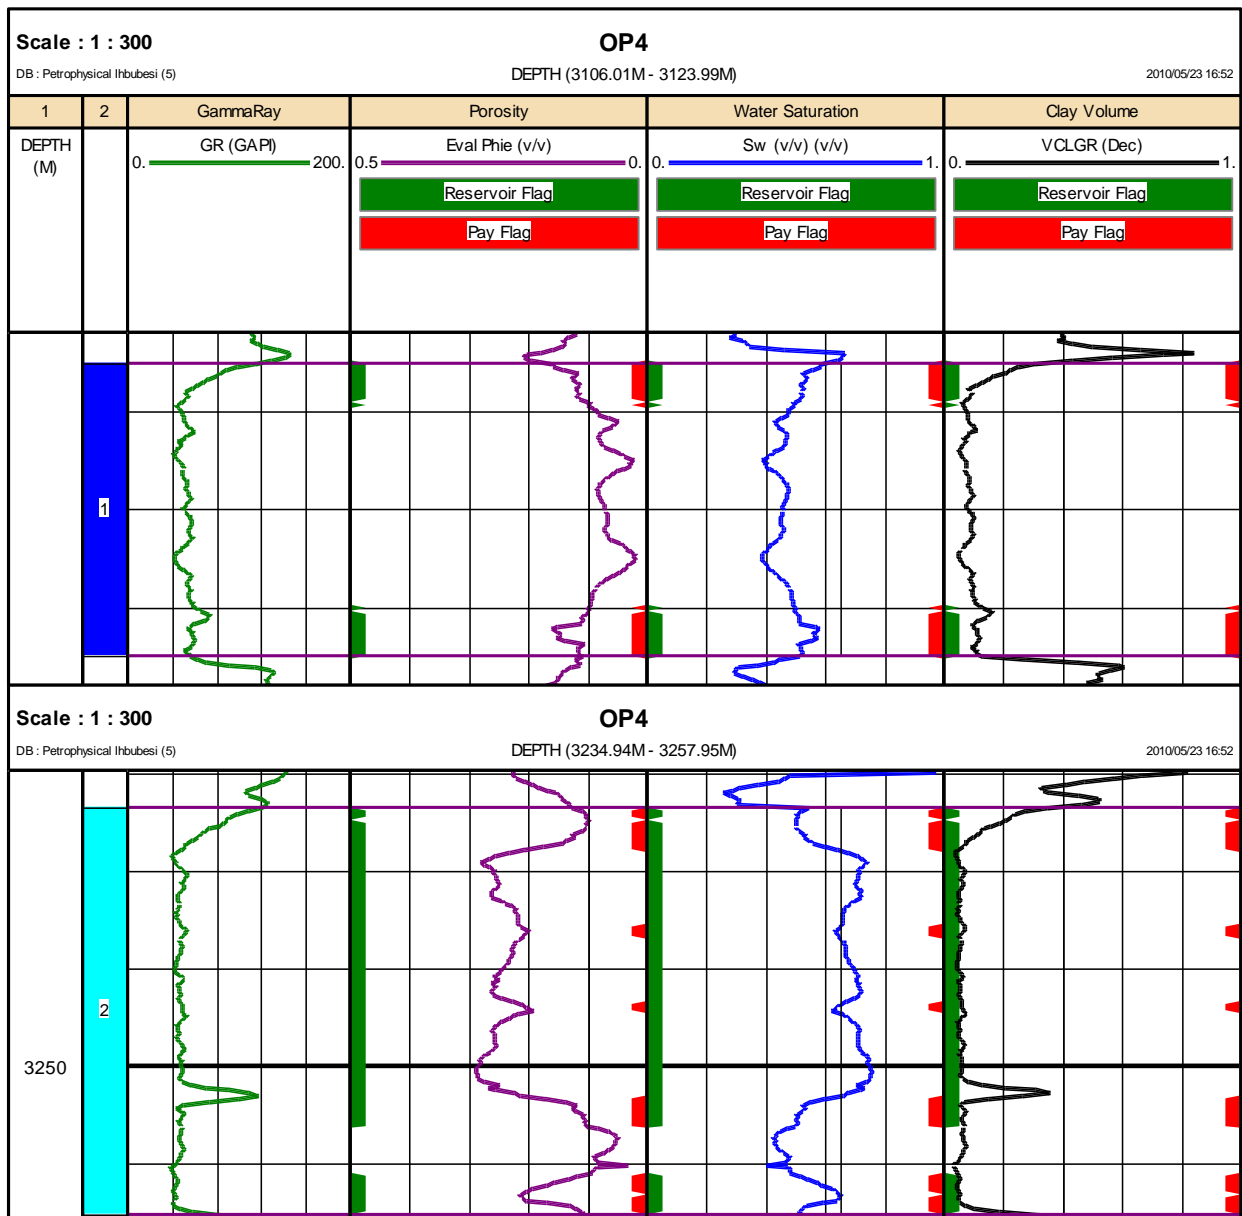 Scale : 1 : 300 OP4
DB : Petrophysical Ihbubesi (5) DEPTH (3106.01M - 3123.99M) 2010/05/23 16:52
1 2 GammaRay Porosity Water Saturation Clay Volume
DEPTH (M) GR (GAPI) Eval Phie (v/v) Sw (v/v) (v/v) VCLGR (Dec)
0. 200. 0.5 0. 0. 1. 0. 1.
Reservoir Flag Reservoir Flag Reservoir Flag
Pay Flag Pay Flag Pay Flag
1
Scale : 1 : 300 OP4
DB : Petrophysical Ihbubesi (5) DEPTH (3234.94M - 3257.95M) 2010/05/23 16:52
2
3250